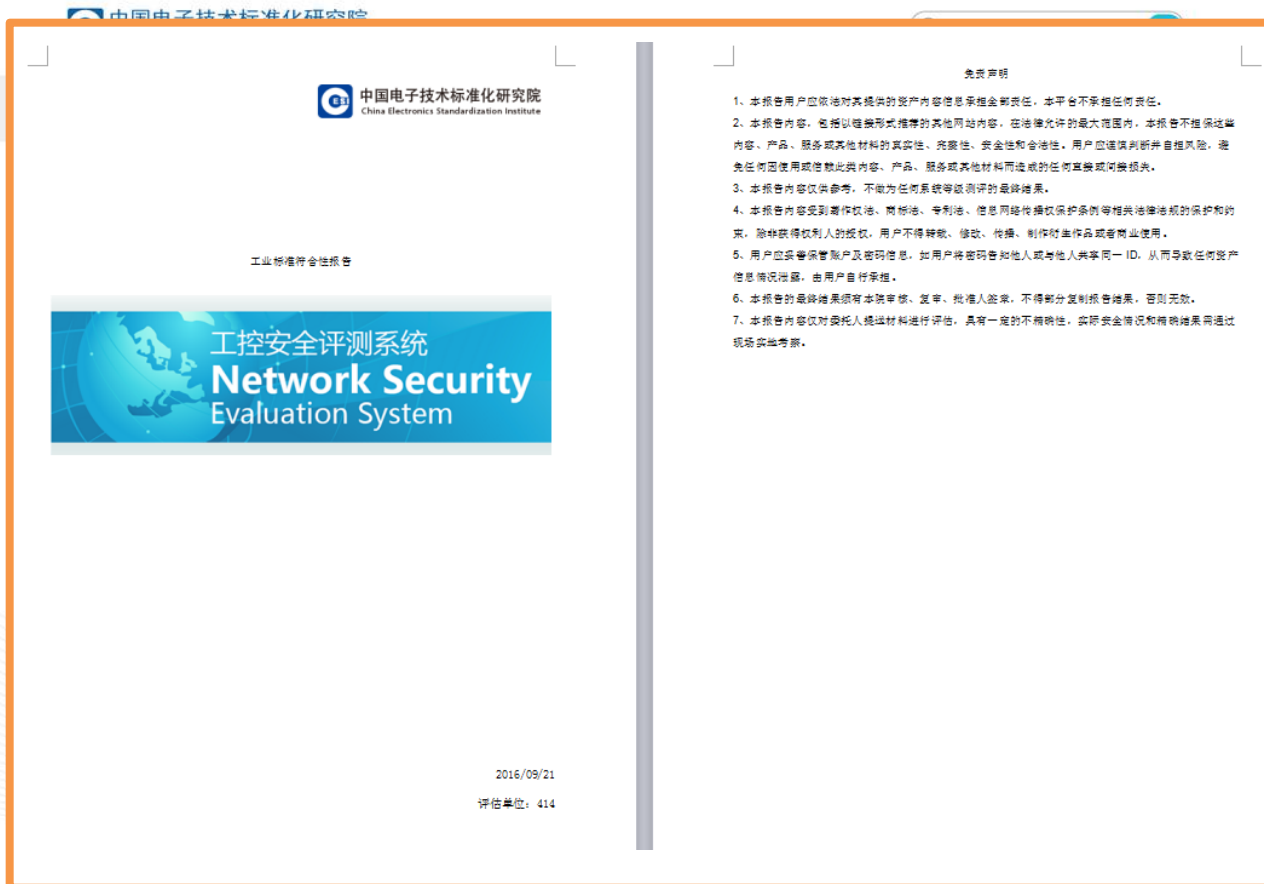 中国电子技术标准化研究院
中国电子技术标准化研究院
China Electronics Standardization Institute
工业标准符合性报告
工控安全评测系统
Network Security
Evaluation System
2016/09/21
评估单位：414
免责声明
1、本报告用户应依法对其提供的资产内容信息承担全部责任，本平台不承担任何责任。
2、本报告内容，包括以链接形式推荐的其他网站内容，在法律允许的最大范围内，本报告不担保这些
内容、产品、服务或其他材料的真实性、完整性、安全性和合法性。用户应谨慎判断并自担风险，避
免任何因使用或信赖此类内容、产品、服务或其他材料而造成的任何直接或间接损失。
3、本报告内容仅供参考，不做为任何系统等级测评的最终结果。
4、本报告内容受到著作权法、商标法、专利法、信息网络传播权保护条例等相关法律法规的保护和约
束，除非获得权利人的授权，用户不得转载、修改、传播、制作衍生作品或者商业使用。
5、用户应妥善保管账户及密码信息，如用户将密码告知他人或与他人共享同一 ID，从而导致任何资产
信息情况泄露，由用户自行承担。
6、本报告的最终结果须有本院审核、复审、批准人签章，不得部分复制报告结果，否则无效。
7、本报告内容仅对委托人提送材料进行评估，具有一定的不精确性，实际安全情况和精确结果需通过
现场实地考察。